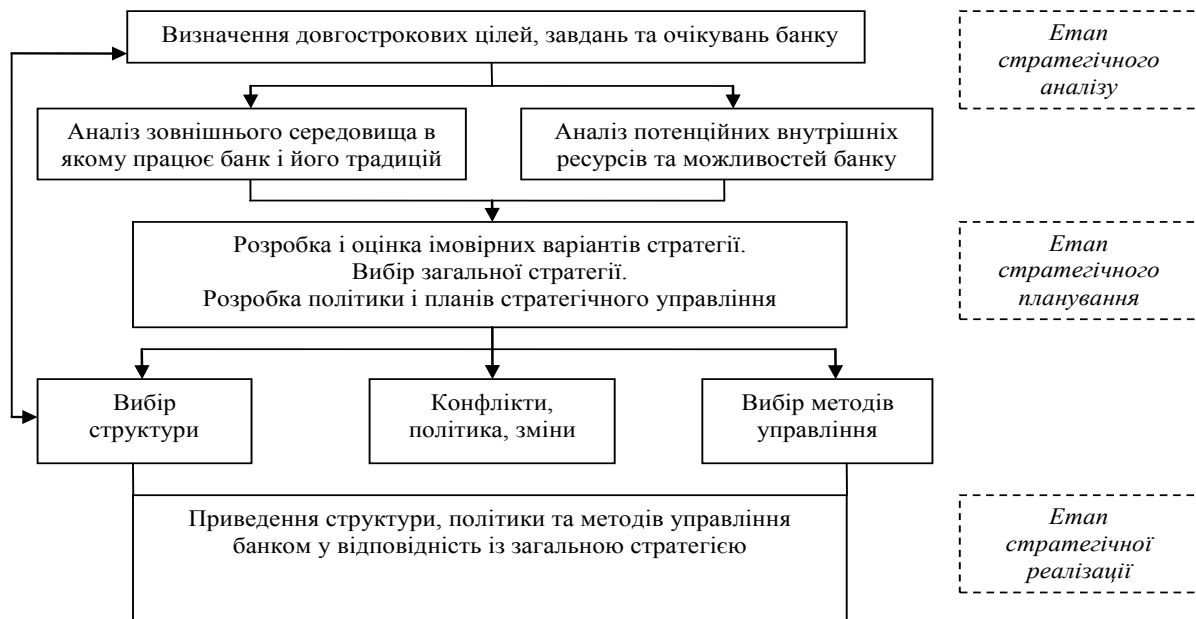 Визначення довгострокових цілей, завдань та очікувань банку
Етап
стратегічного
аналізу
Аналіз зовнішнього середовища в
якому працює банк і його традицій
Аналіз потенційних внутрішніх
ресурсів та можливостей банку
Розробка і оцінка імовірних варіантів стратегії.
Вибір загальної стратегії.
Розробка політики і планів стратегічного управління
Етап
стратегічного
планування
Вибір
структури
Конфлікти,
політика, зміни
Вибір методів
управління
Приведення структури, політики та методів управління
банком у відповідність із загальною стратегією
Етап
стратегічної
реалізації